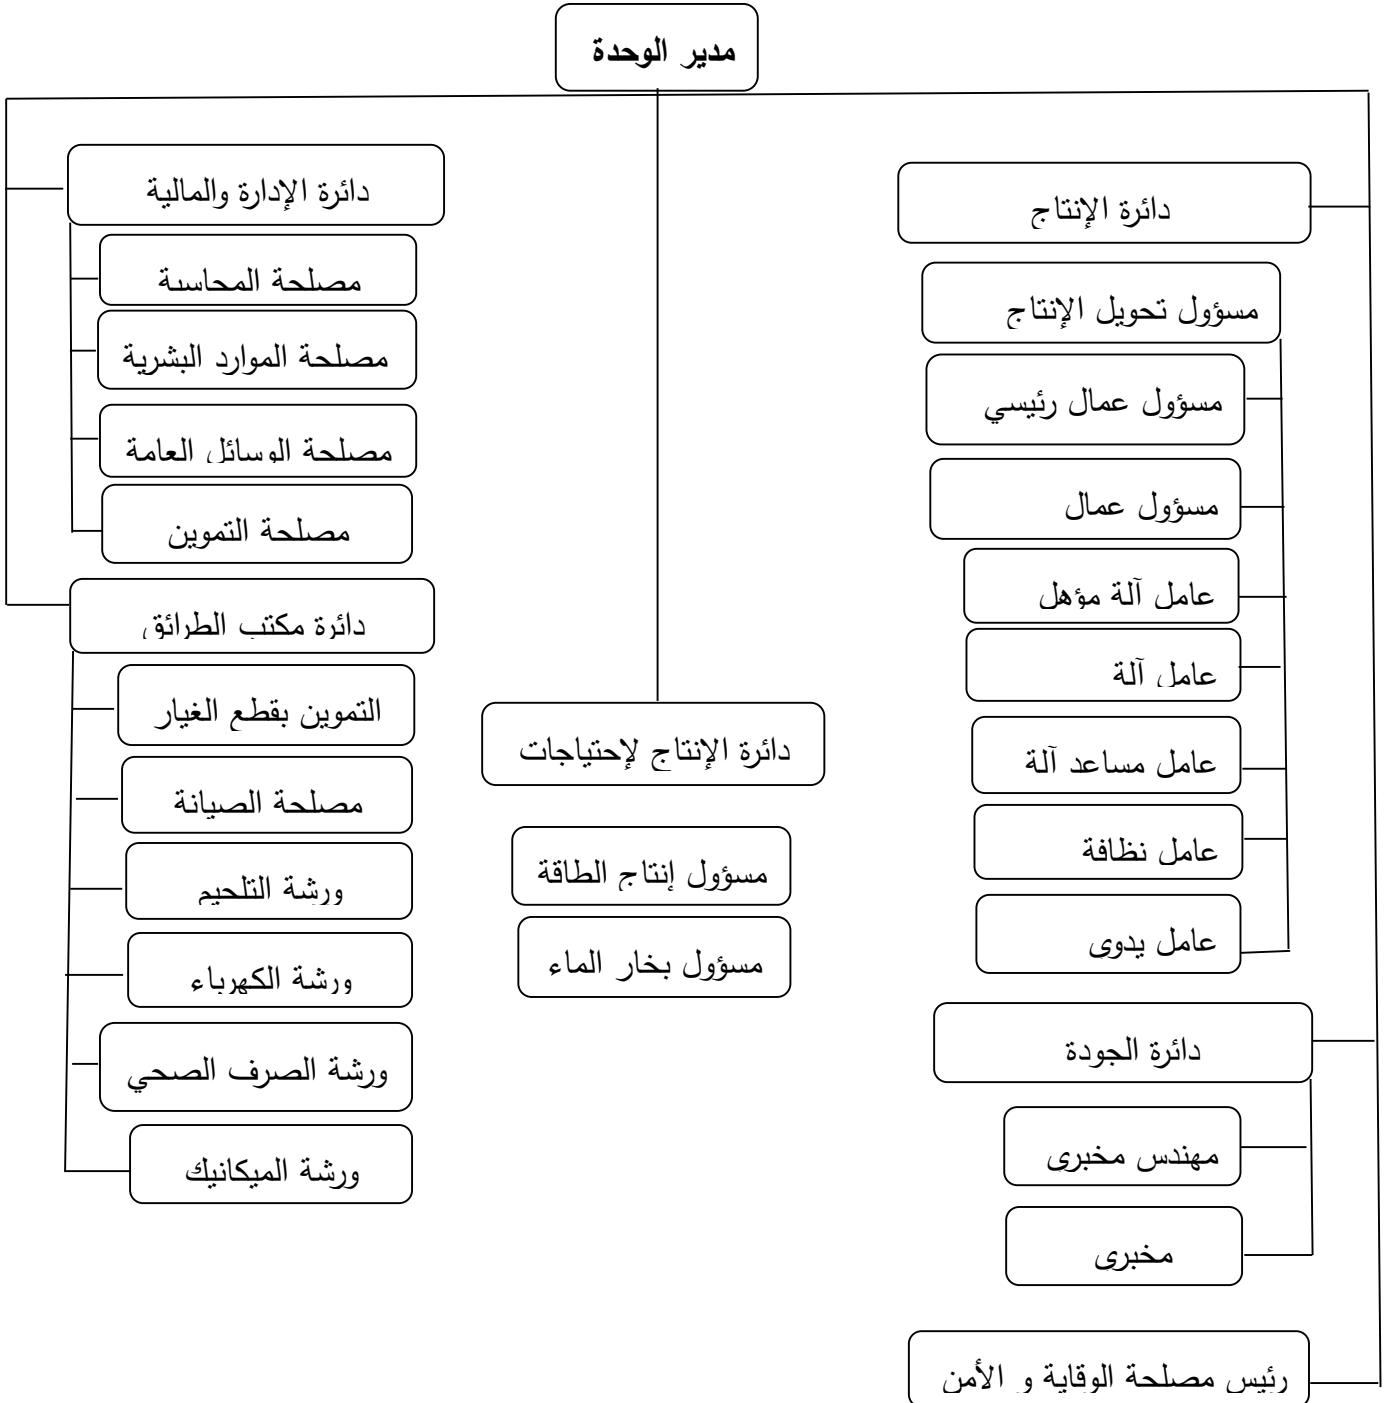 مدير الوحدة
دائرة الإنتاج
مسؤول تحويل الإنتاج
مسؤول عمال رئيسي
مسؤول عمال
عامل آلة مؤهل
عامل آلة
عامل مساعد آلة
عامل نظافة
عامل يدوي
دائرة الجودة
مهندس مخبري
مخبري
رئيس مصلحة الوقاية و الأمن
دائرة الإنتاج لإحتياجات
مسؤول إنتاج الطاقة
مسؤول بخار الماء
دائرة الإدارة والمالية
مصلحة المحاسبة
مصلحة الموارد البشرية
مصلحة الوسائل العامة
مصلحة التموين
دائرة مكتب الطرائق
التموين بقطع الغيار
مصلحة الصيانة
ورشة التلحيم
ورشة الكهرباء
ورشة الصرف الصحي
ورشة الميكانيك